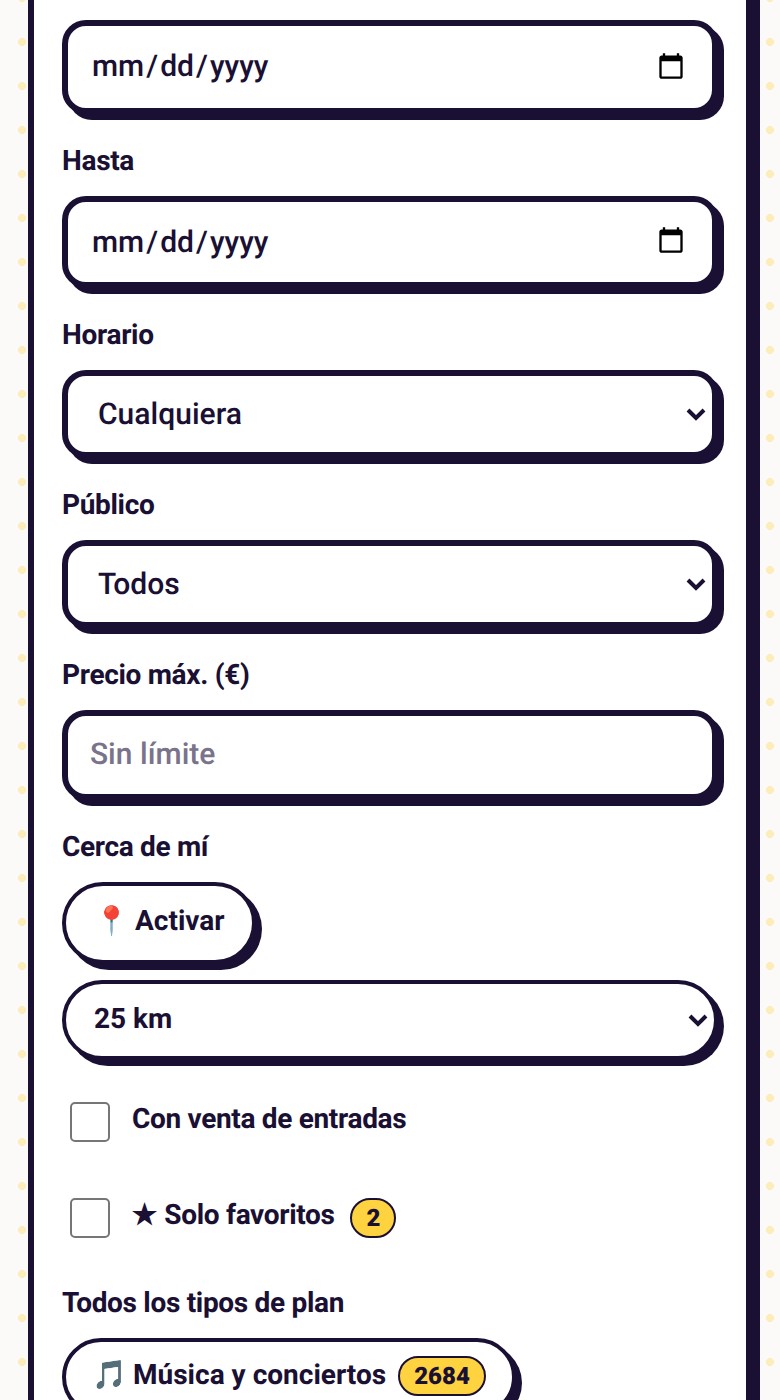 mm/dd/yyyy
Hasta
mm/dd/yyyy
Horario
Cualquiera
Público
Todos
Precio máx. (€)
Sin límite
Cerca de mí
📍 Activar
25 km
Con venta de entradas
★ Solo favoritos 2
Todos los tipos de plan
🎵 Música y conciertos 2684